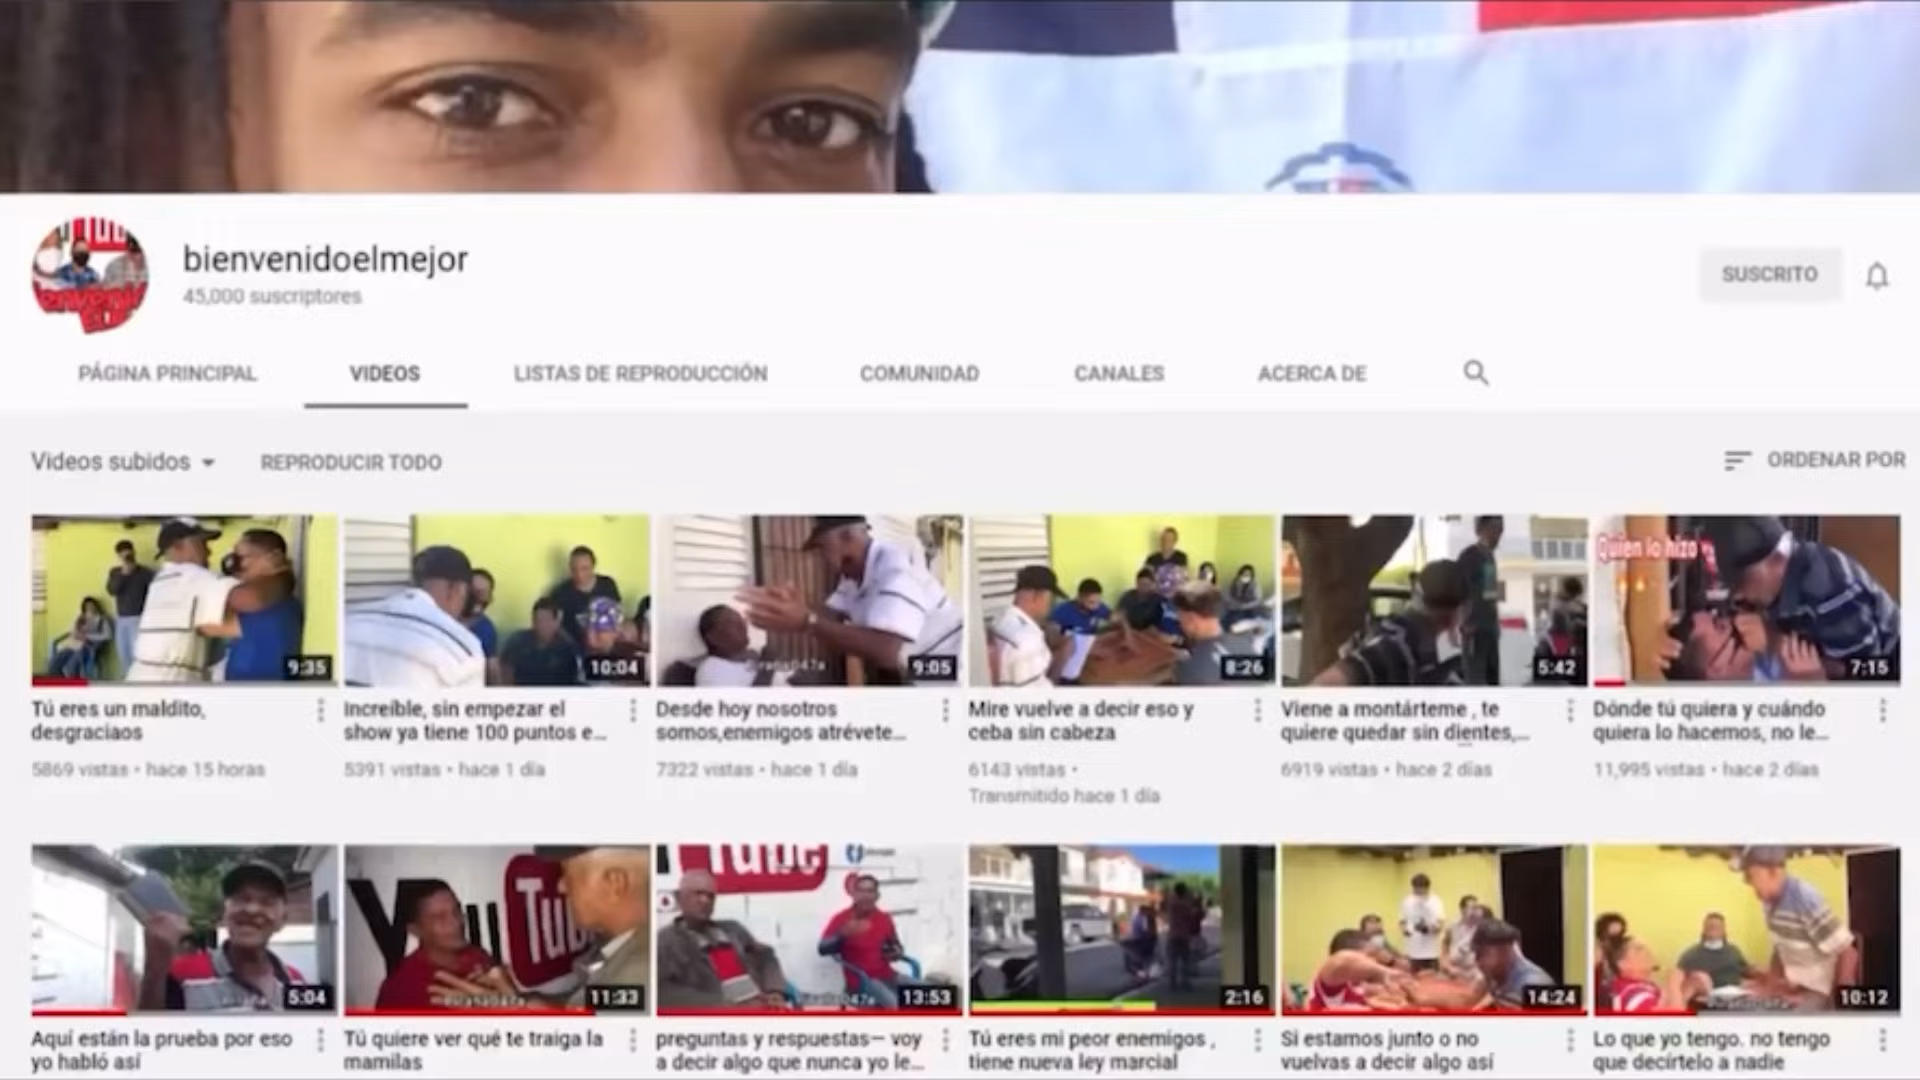 bienvenidoelmejor
45,000 suscriptores
SUSCRITO
PÁGINA PRINCIPAL VIDEOS LISTAS DE REPRODUCCIÓN COMUNIDAD CANALES ACERCA DE
Videos subidos REPRODUCIR TODO ORDENAR POR
Quien lo hizo
9:35 10:04 9:05 8:26 5:42 7:15
Tú eres un maldito,
desgraciaos
5869 vistas • hace 15 horas
Increíble, sin empezar el
show ya tiene 100 puntos e...
5391 vistas • hace 1 día
Desde hoy nosotros
somos,enemigos atrévete...
7322 vistas • hace 1 día
Mire vuelve a decir eso y
ceba sin cabeza
6143 vistas •
Transmitido hace 1 día
Viene a montárteme , te
quiere quedar sin dientes,...
6919 vistas • hace 2 días
Dónde tú quiera y cuándo
quiera lo hacemos, no le...
11,995 vistas • hace 2 días
You Tube
Tube
5:04 11:33 13:53 2:16 14:24 10:12
Aquí están la prueba por eso
yo habló así
Tú quiere ver qué te traiga la
mamilas
preguntas y respuestas— voy
a decir algo que nunca yo le...
Tú eres mi peor enemigos ,
tiene nueva ley marcial
Si estamos junto o no
vuelvas a decir algo así
Lo que yo tengo. no tengo
que decírtelo a nadie